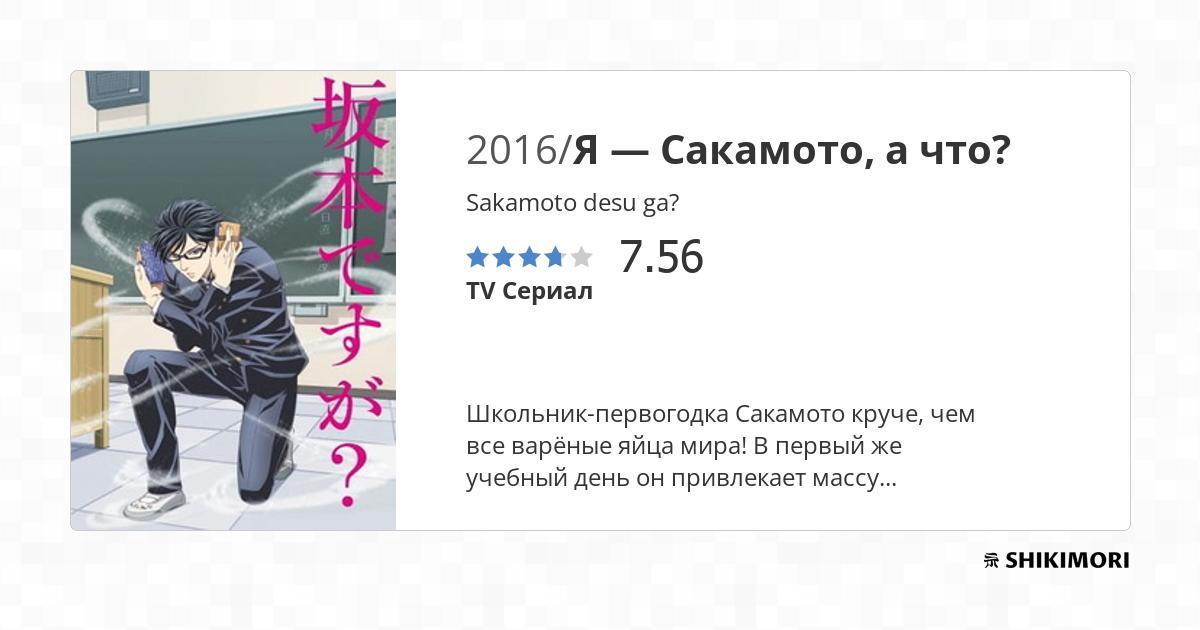 坂本ですが？
2016/Я — Сакамото, а что?
Sakamoto desu ga?
7.56
TV Сериал
Школьник-первогодка Сакамото круче, чем
все варёные яйца мира! В первый же
учебный день он привлекает массу...
SHIKIMORI